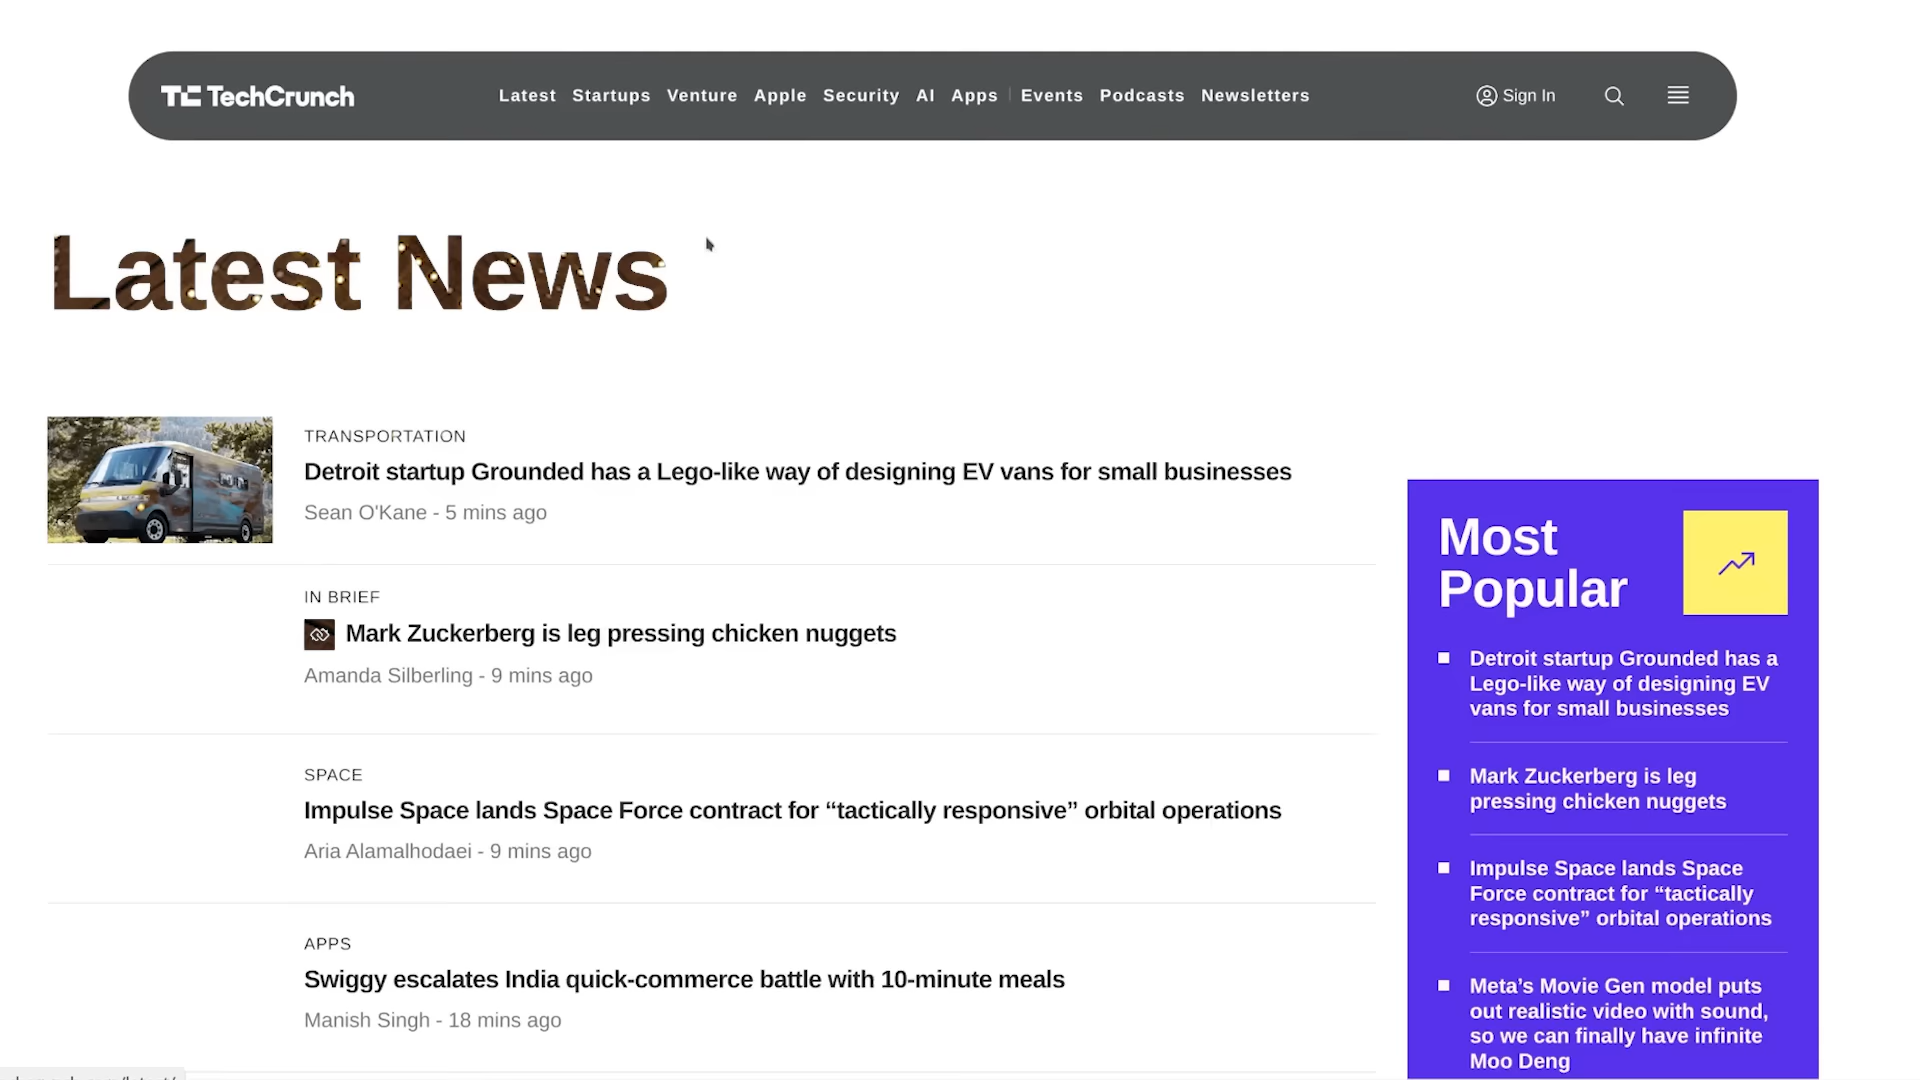 TechCrunch
Latest Startups Venture Apple Security AI Apps Events Podcasts Newsletters
Sign In
Latest News
TRANSPORTATION
Detroit startup Grounded has a Lego-like way of designing EV vans for small businesses
Sean O'Kane - 5 mins ago
IN BRIEF
Mark Zuckerberg is leg pressing chicken nuggets
Amanda Silberling - 9 mins ago
SPACE
Impulse Space lands Space Force contract for “tactically responsive” orbital operations
Aria Alamalhodaei - 9 mins ago
APPS
Swiggy escalates India quick-commerce battle with 10-minute meals
Manish Singh - 18 mins ago
Most
Popular
Detroit startup Grounded has a
Lego-like way of designing EV
vans for small businesses
Mark Zuckerberg is leg
pressing chicken nuggets
Impulse Space lands Space
Force contract for “tactically
responsive” orbital operations
Meta’s Movie Gen model puts
out realistic video with sound,
so we can finally have infinite
Moo Deng